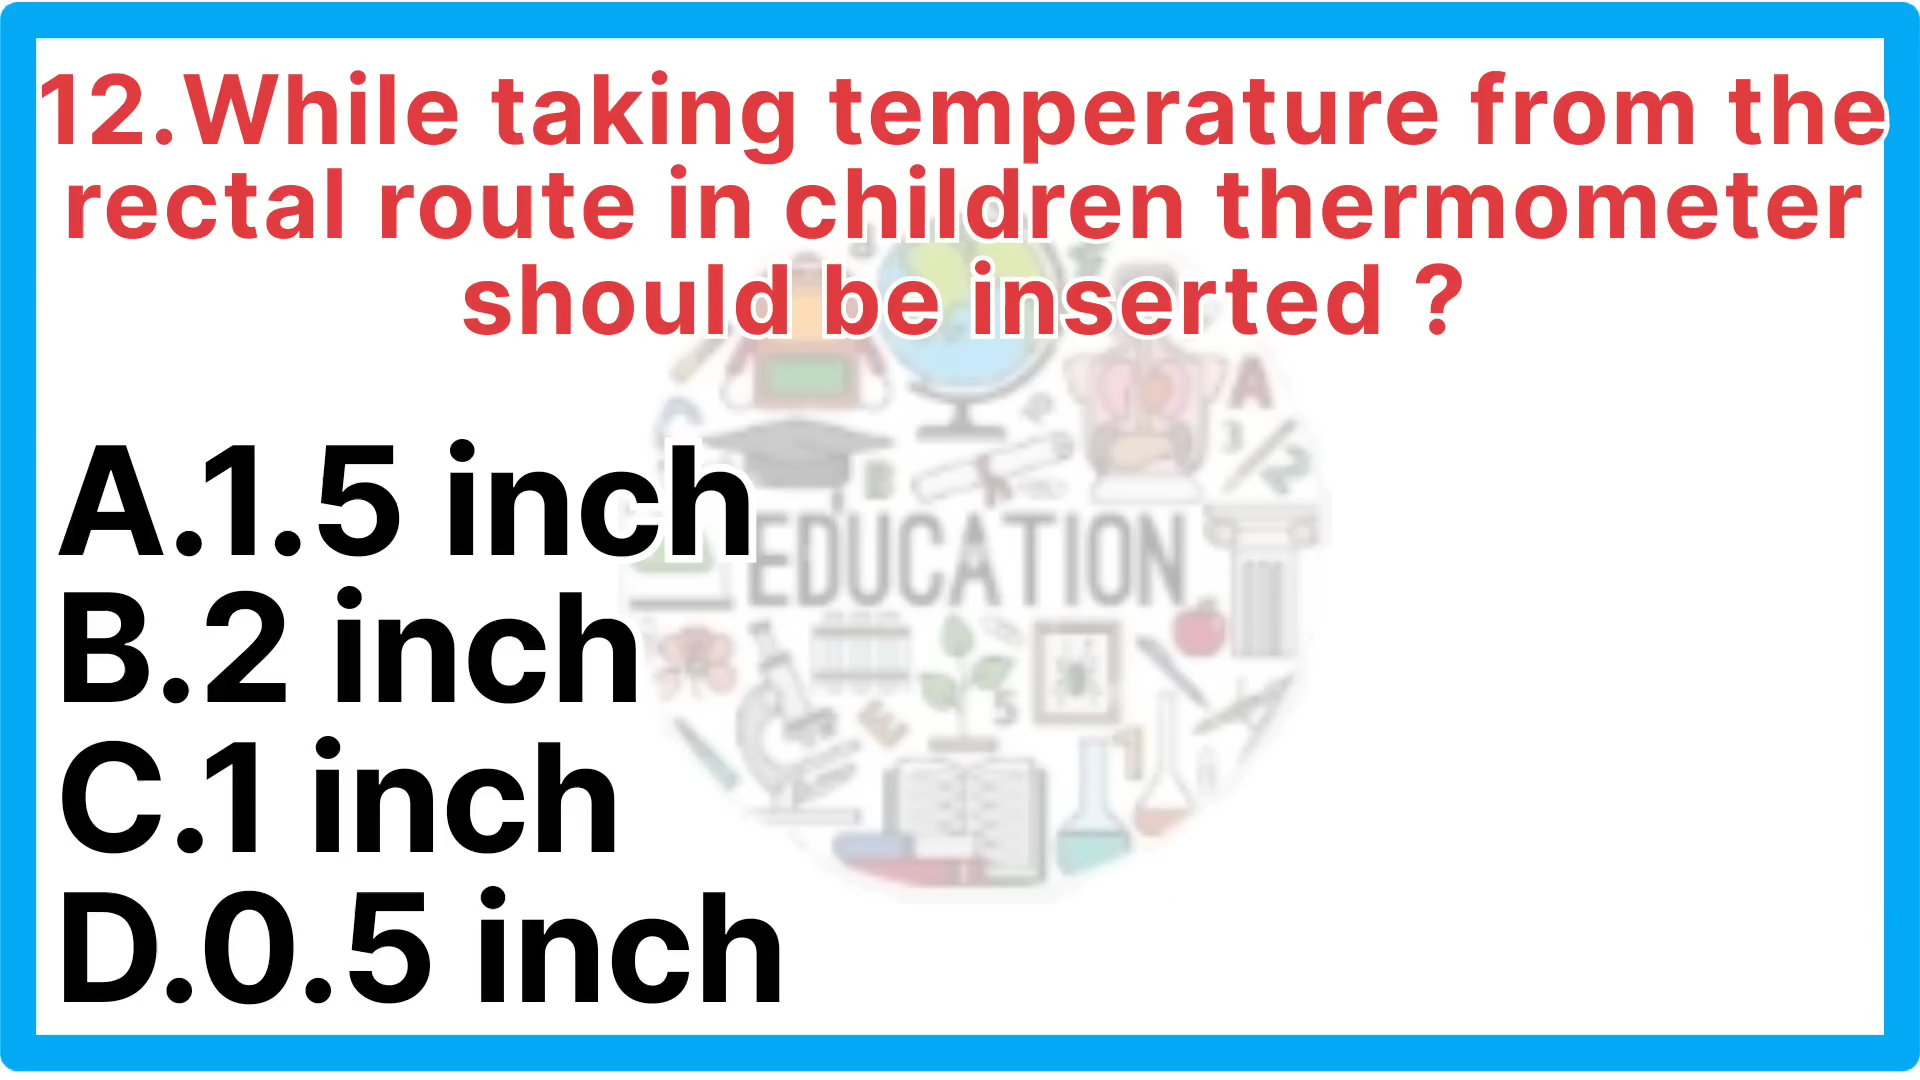 12.While taking temperature from the
rectal route in children thermometer
should be inserted ?
A.1.5 inch
B.2 inch
C.1 inch
D.0.5 inch
EDUCATION